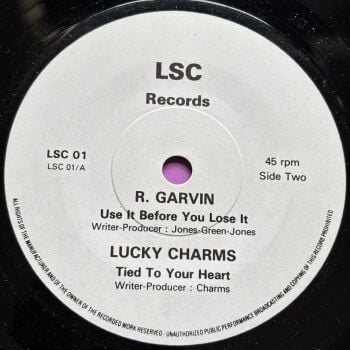 LSC
Records
LSC 01
LSC 01/A
45 rpm
Side Two
R. GARVIN
Use It Before You Lose It
Writer-Producer : Jones-Green-Jones
LUCKY CHARMS
Tied To Your Heart
Writer-Producer : Charms
ALL RIGHTS OF THE MANUFACTURER AND OF THE OWNER OF THE RECORDED WORK RESERVED - UNAUTHORIZED PUBLIC PERFORMANCE BROADCASTING AND COPYING OF THIS RECORD PROHIBITED